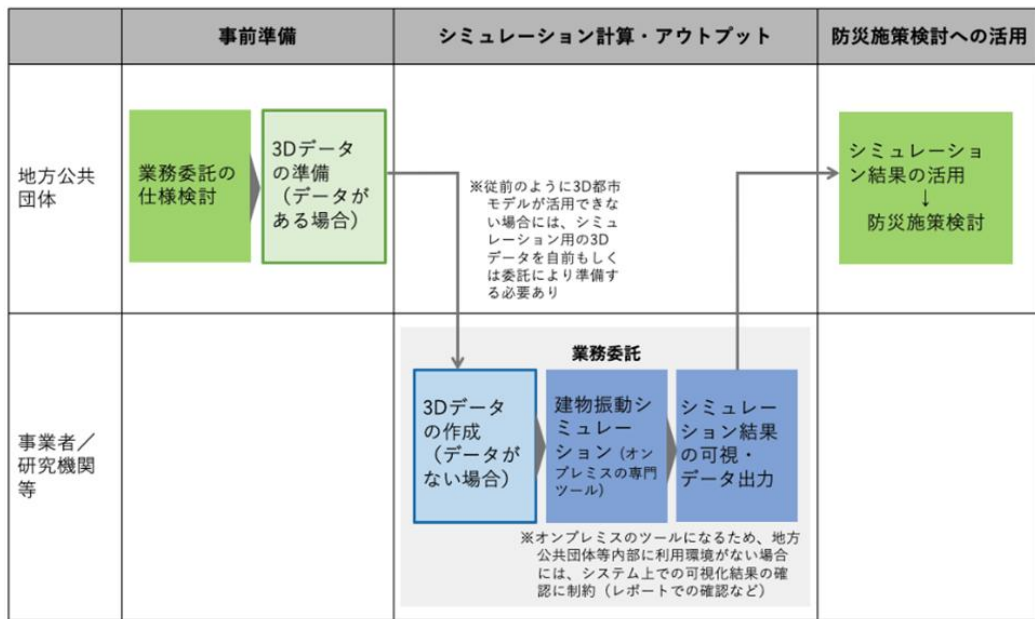 事前準備
シミュレーション計算・アウトプット
防災施策検討への活用
地方公共
団体
業務委託の
仕様検討
3Dデータ
の準備
（データが
ある場合）
※従前のように3D都市
モデルが活用できな
い場合には、シミュ
レーション用の3D
データを自前もしく
は委託により準備す
る必要あり
シミュレーショ
ン結果の活用
↓
防災施策検討
事業者／
研究機関
等
業務委託
3Dデータ
の作成
（データが
ない場合）
建物振動シ
ミュレー
ション（オン
プレミスの専門
ツール）
シミュレー
ション結果
の可視・
データ出力
※オンプレミスのツールになるため、地方
公共団体等内部に利用環境がない場合
には、システム上での可視化結果の確
認に制約（レポートでの確認など）